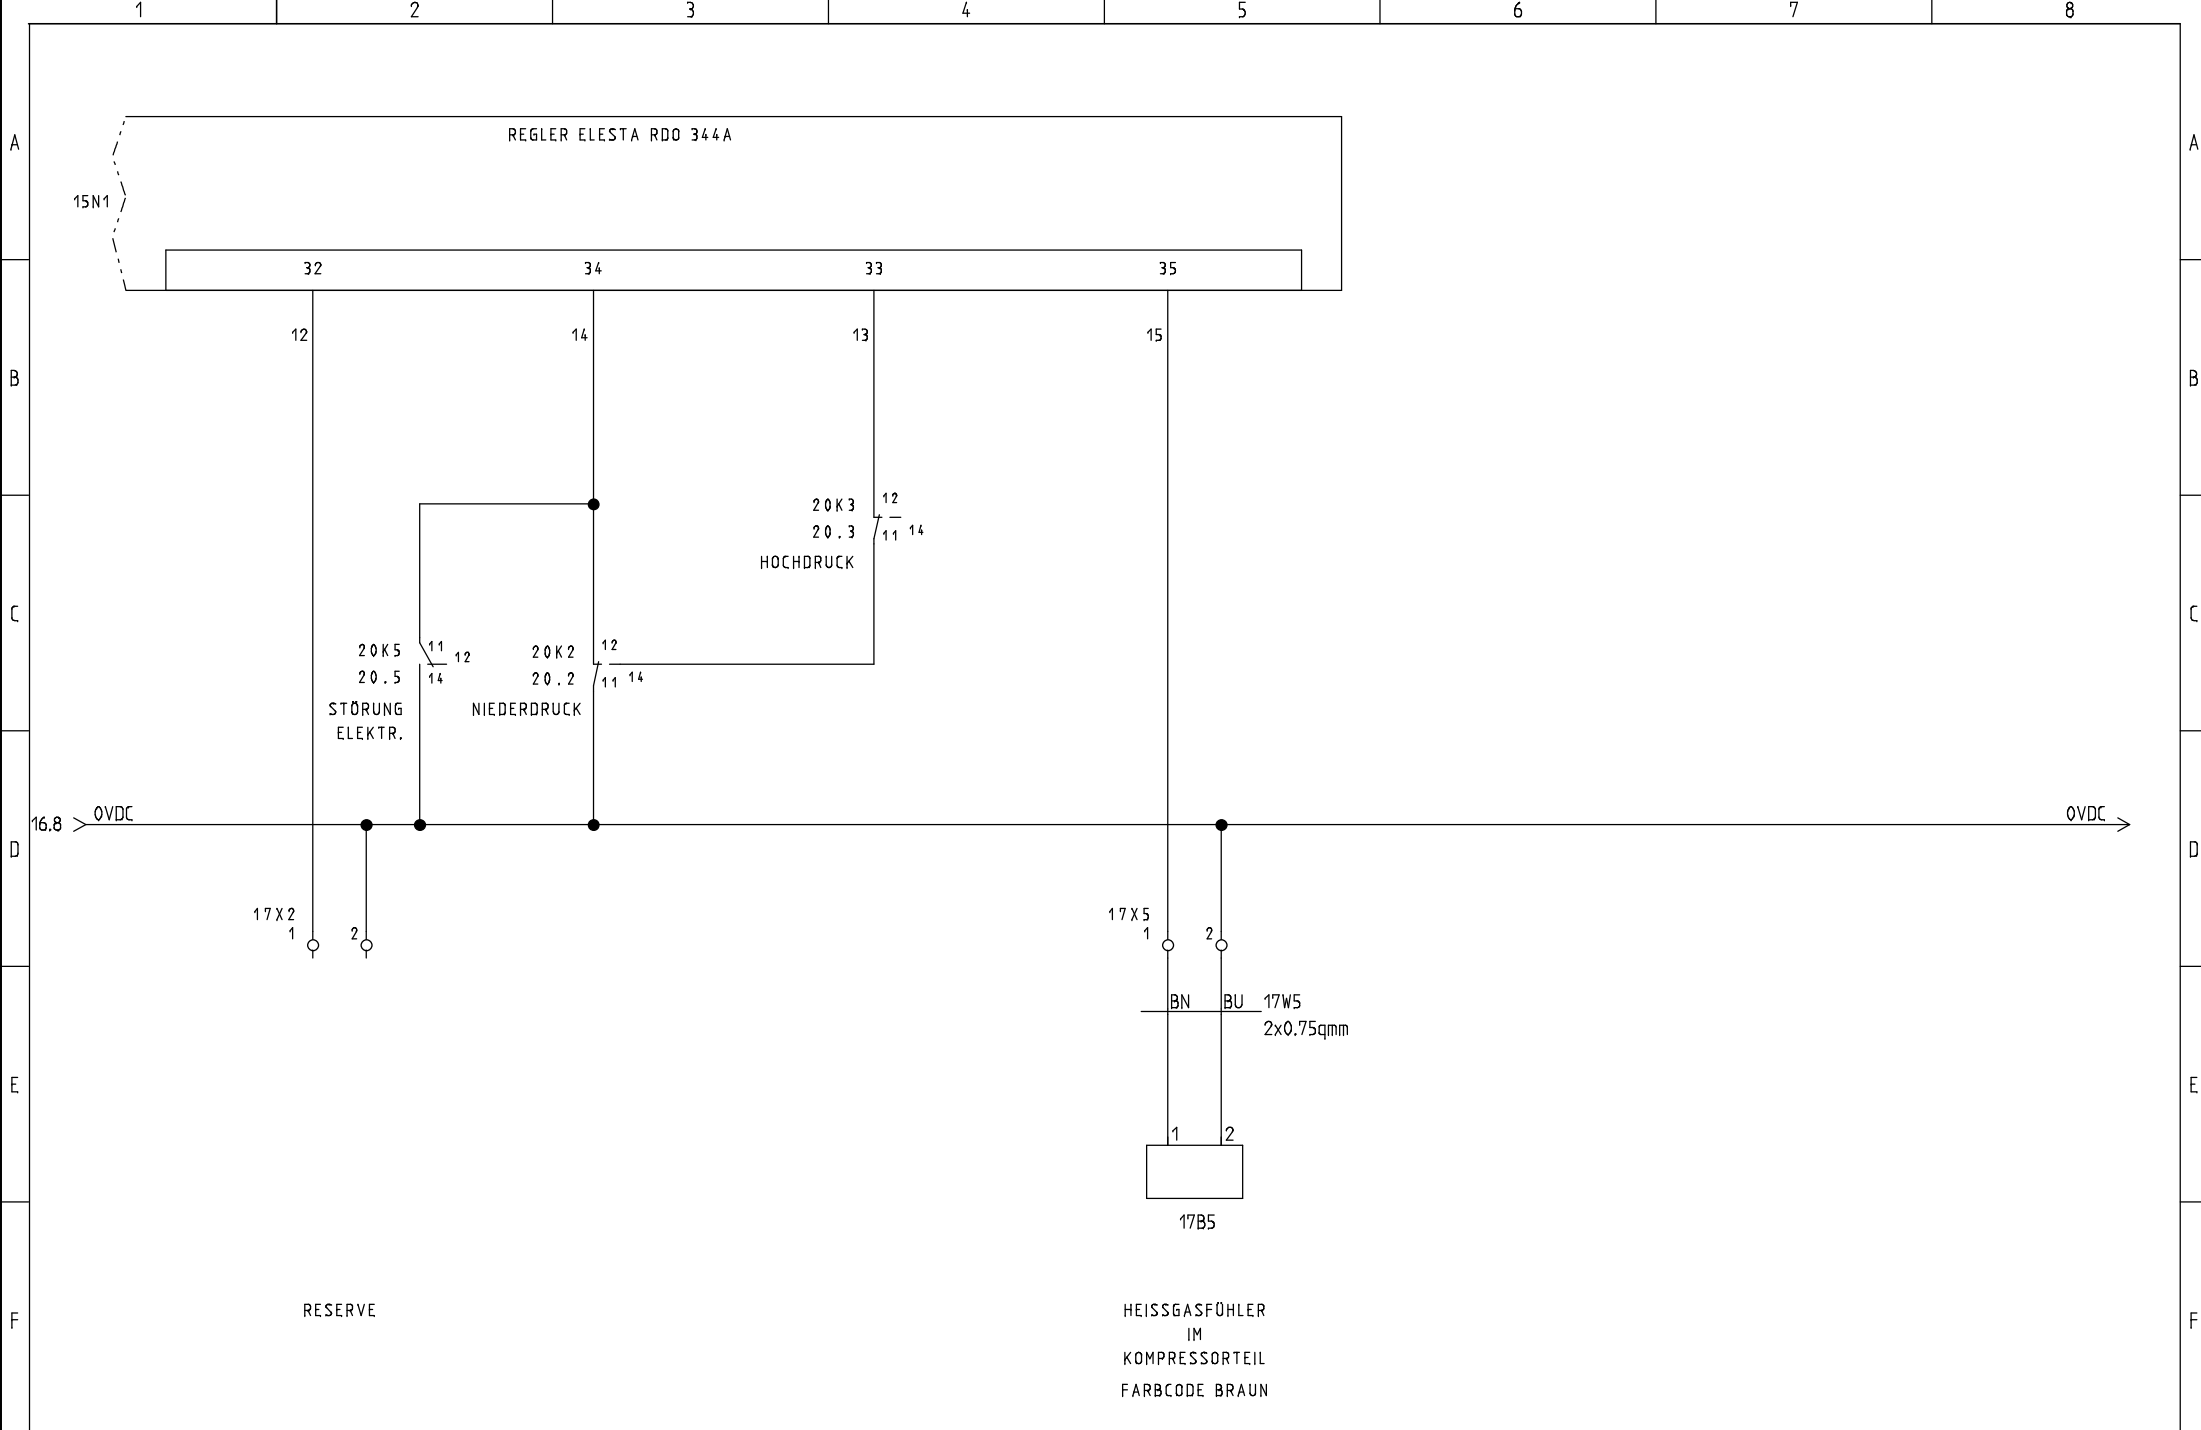 1 2 3 4 5 6 7 8
REGLER ELESTA RDO 344A
A A
15N1
32 34 33 35
12 14 13 15
B B
20K3 12
20.3 11 14
HOCHDRUCK
C C
20K5 11 12
20.5 14
STÖRUNG
ELEKTR.
20K2 12
20.2 11 14
NIEDERDRUCK
16.8 0VDC 0VDC
D D
17X2
1 2
17X5
1 2
BN BU 17W5
2x0.75qmm
E E
1 2
17B5
F F
RESERVE
HEISSGASFÜHLER
IM
KOMPRESSORTEIL
FARBCODE BRAUN